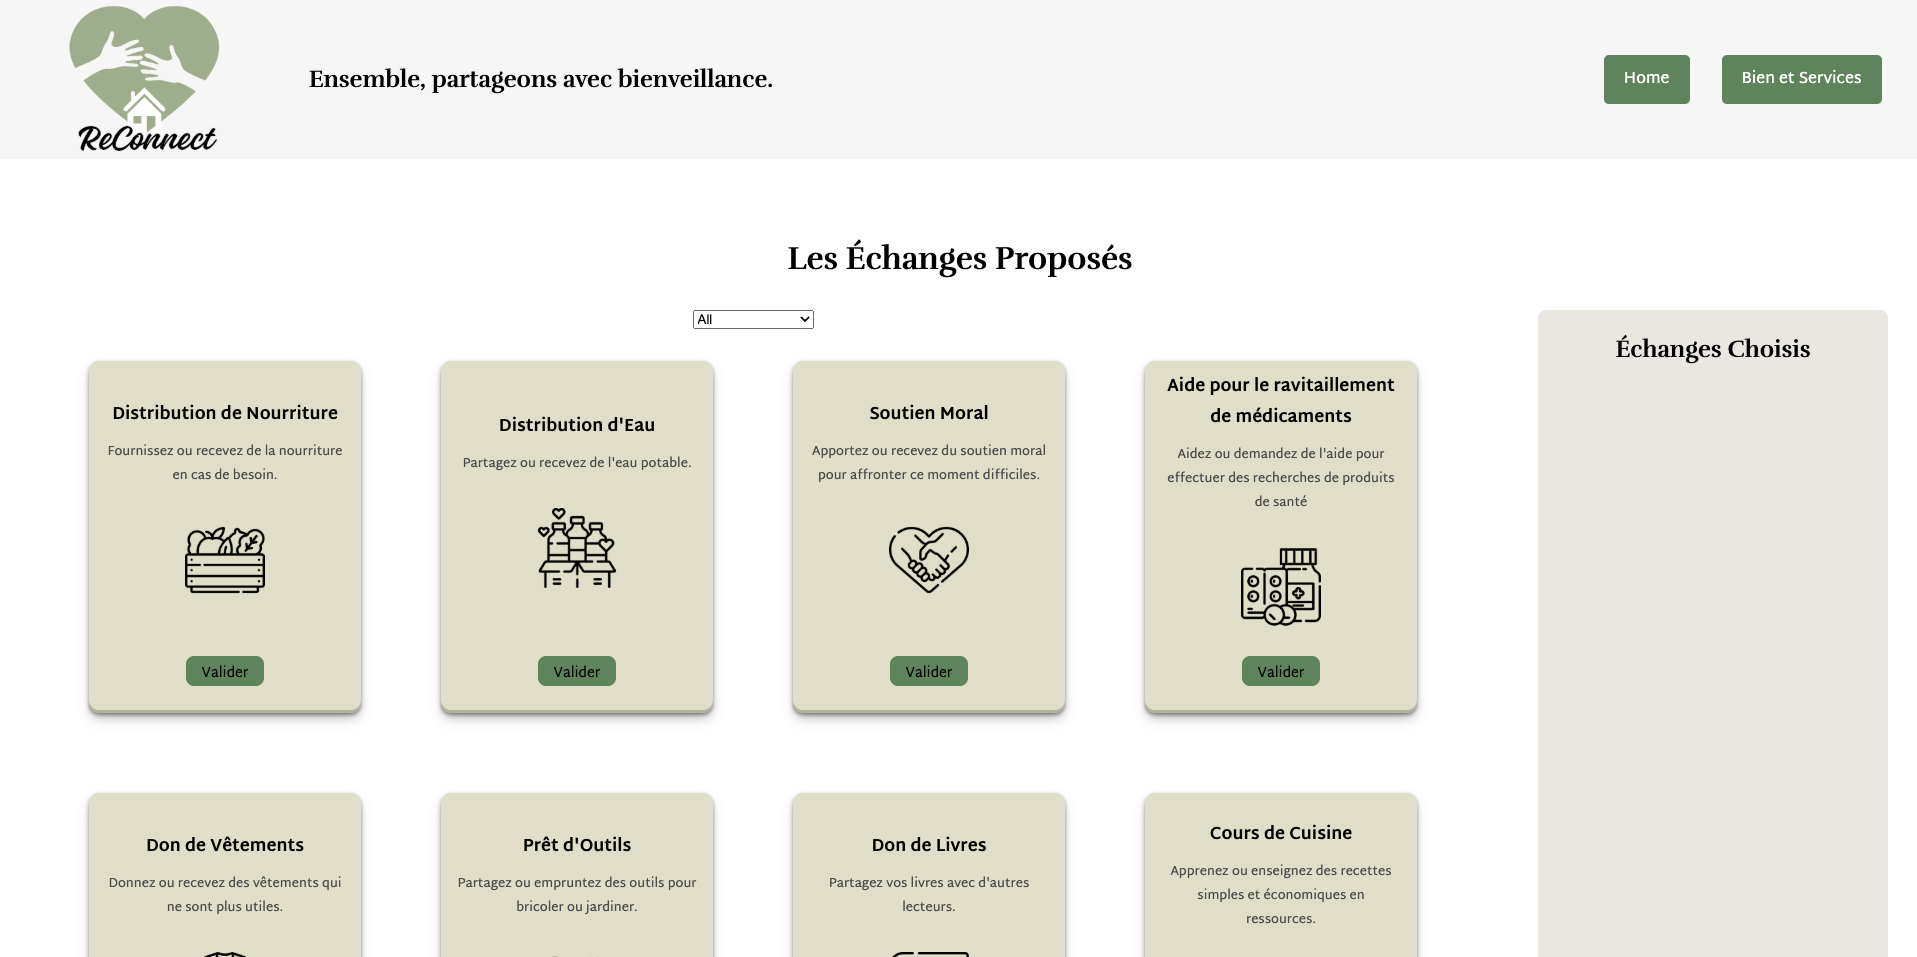 ReConnect
Ensemble, partageons avec bienveillance.
Home
Bien et Services
Les Échanges Proposés
All
Échanges Choisis
Distribution de Nourriture
Fournissez ou recevez de la nourriture
en cas de besoin.
Valider
Distribution d'Eau
Partagez ou recevez de l'eau potable.
Valider
Soutien Moral
Apportez ou recevez du soutien moral
pour affronter ce moment difficiles.
Valider
Aide pour le ravitaillement
de médicaments
Aidez ou demandez de l'aide pour
effectuer des recherches de produits
de santé
Valider
Don de Vêtements
Donnez ou recevez des vêtements qui
ne sont plus utiles.
Prêt d'Outils
Partagez ou empruntez des outils pour
bricoler ou jardiner.
Don de Livres
Partagez vos livres avec d'autres
lecteurs.
Cours de Cuisine
Apprenez ou enseignez des recettes
simples et économiques en
ressources.